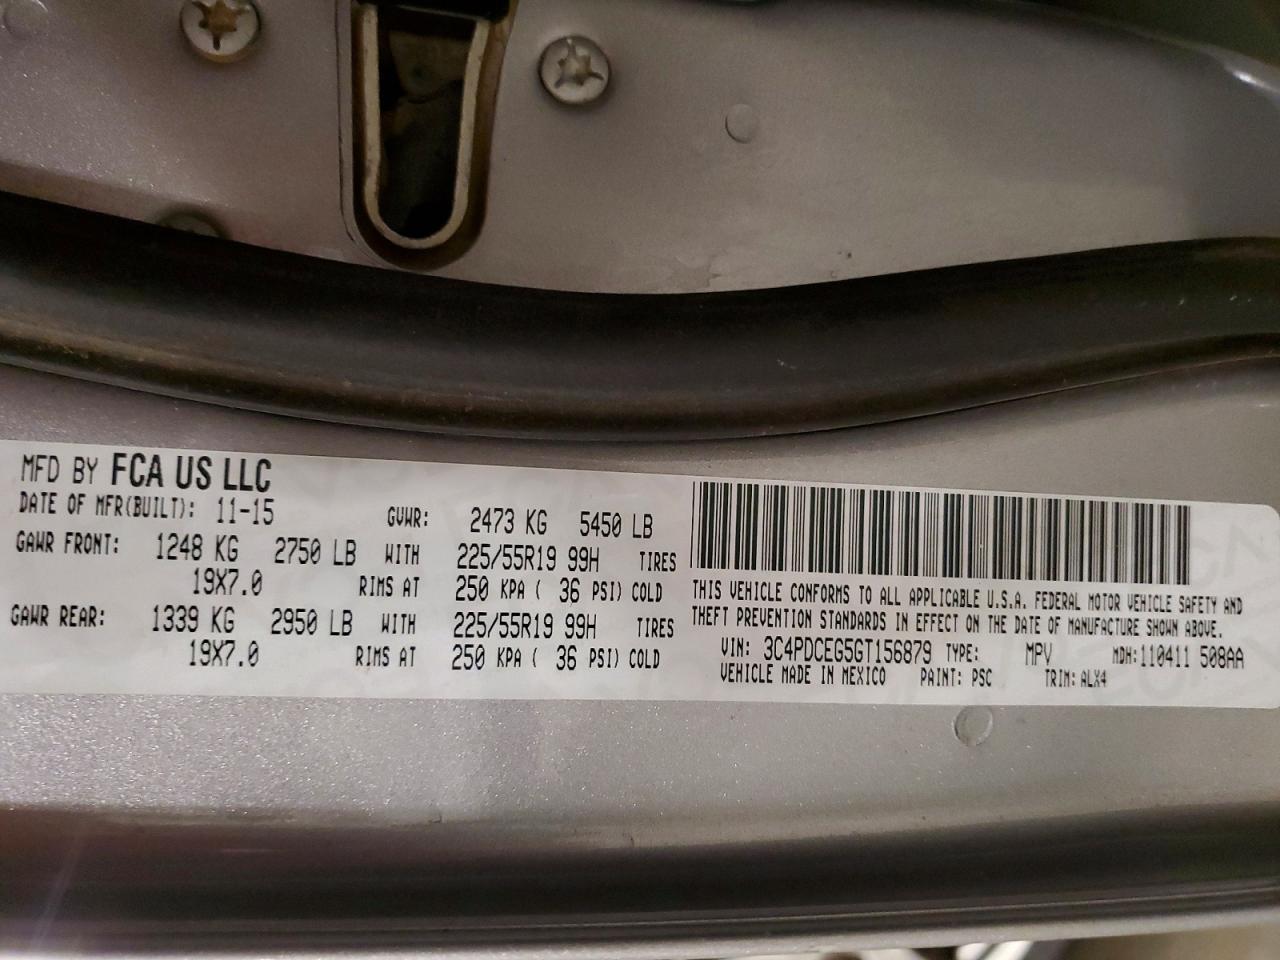 MFD BY FCA US LLC
DATE OF MFR(BUILT): 11-15 GVWR: 2473 KG 5450 LB
GAWR FRONT: 1248 KG 2750 LB WITH 225/55R19 99H TIRES
19X7.0 RIMS AT 250 KPA ( 36 PSI) COLD
GAWR REAR: 1339 KG 2950 LB WITH 225/55R19 99H TIRES
19X7.0 RIMS AT 250 KPA ( 36 PSI) COLD
THIS VEHICLE CONFORMS TO ALL APPLICABLE U.S.A. FEDERAL MOTOR VEHICLE SAFETY AND
THEFT PREVENTION STANDARDS IN EFFECT ON THE DATE OF MANUFACTURE SHOWN ABOVE.
VIN: 3C4PDCEG5GT156879 TYPE: MPV MDH:110411 508AA
VEHICLE MADE IN MEXICO PAINT: PSC TRIM: ALX4